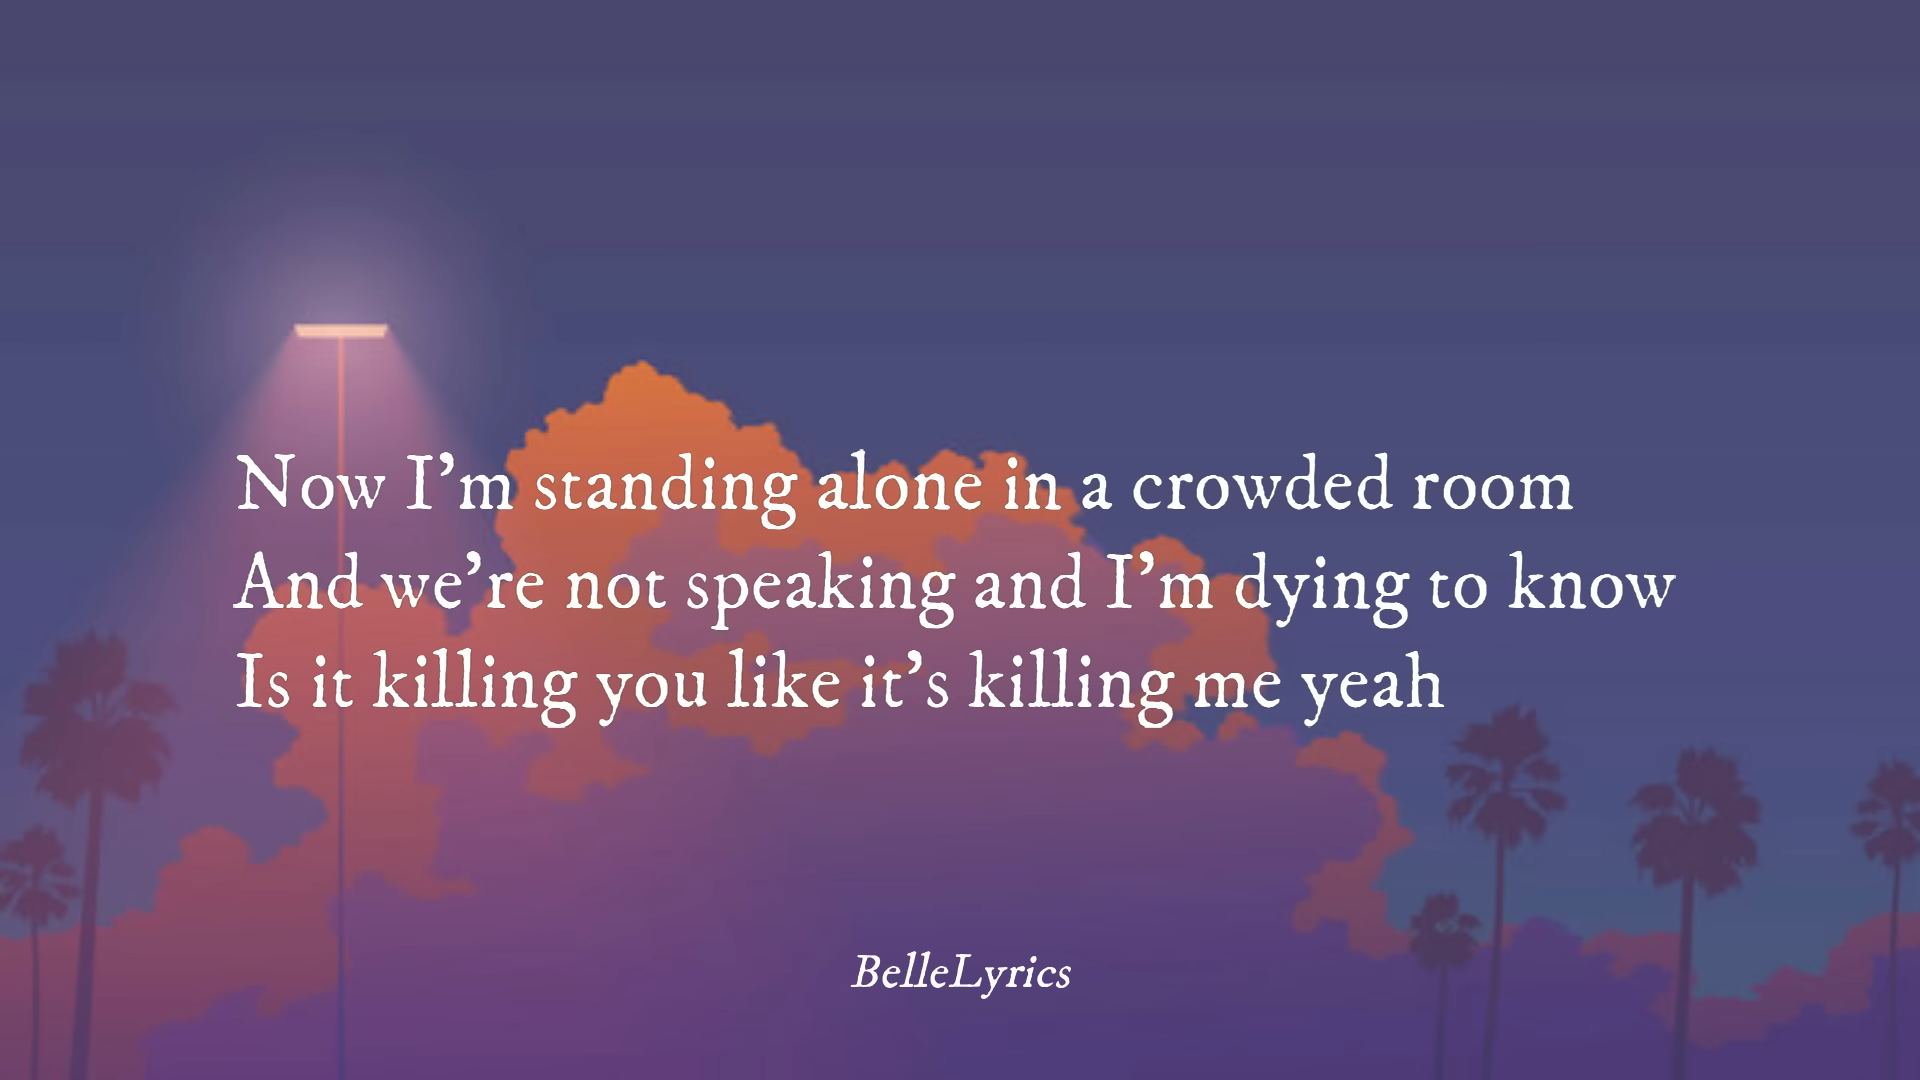 Now I’m standing alone in a crowded room
And we’re not speaking and I’m dying to know
Is it killing you like it’s killing me yeah
BelleLyrics